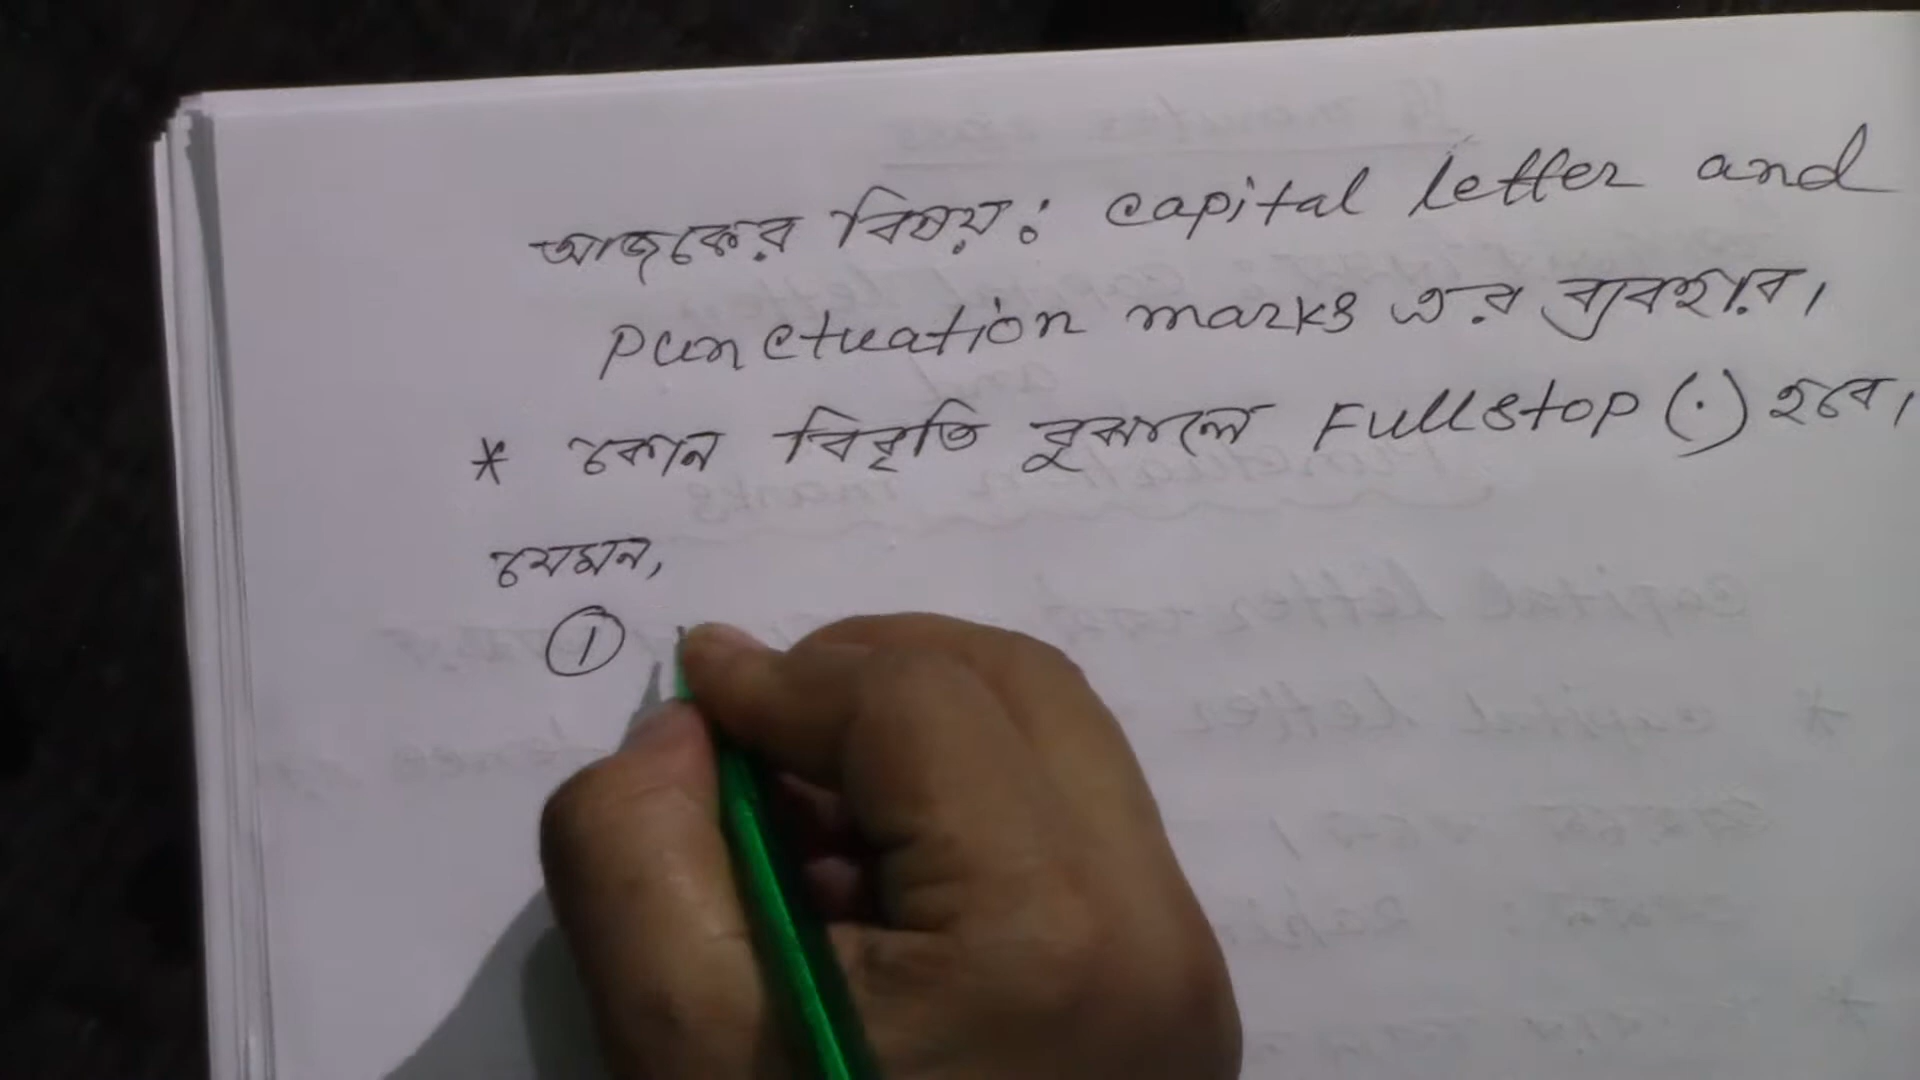 আজকের বিষয়: capital letter and
punctuation marks এর ব্যবহার।
* কোন বিবৃতি বুঝালে Fullstop (.) হবে।
যেমন,
①